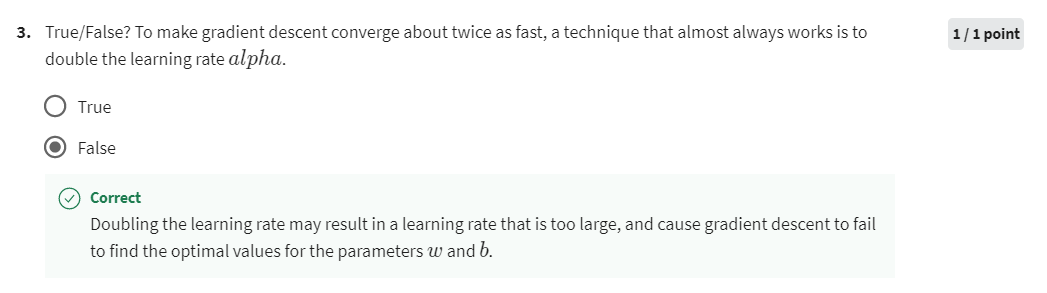 3. True/False? To make gradient descent converge about twice as fast, a technique that almost always works is to
double the learning rate alpha.
1 / 1 point
True
False
Correct
Doubling the learning rate may result in a learning rate that is too large, and cause gradient descent to fail
to find the optimal values for the parameters w and b.